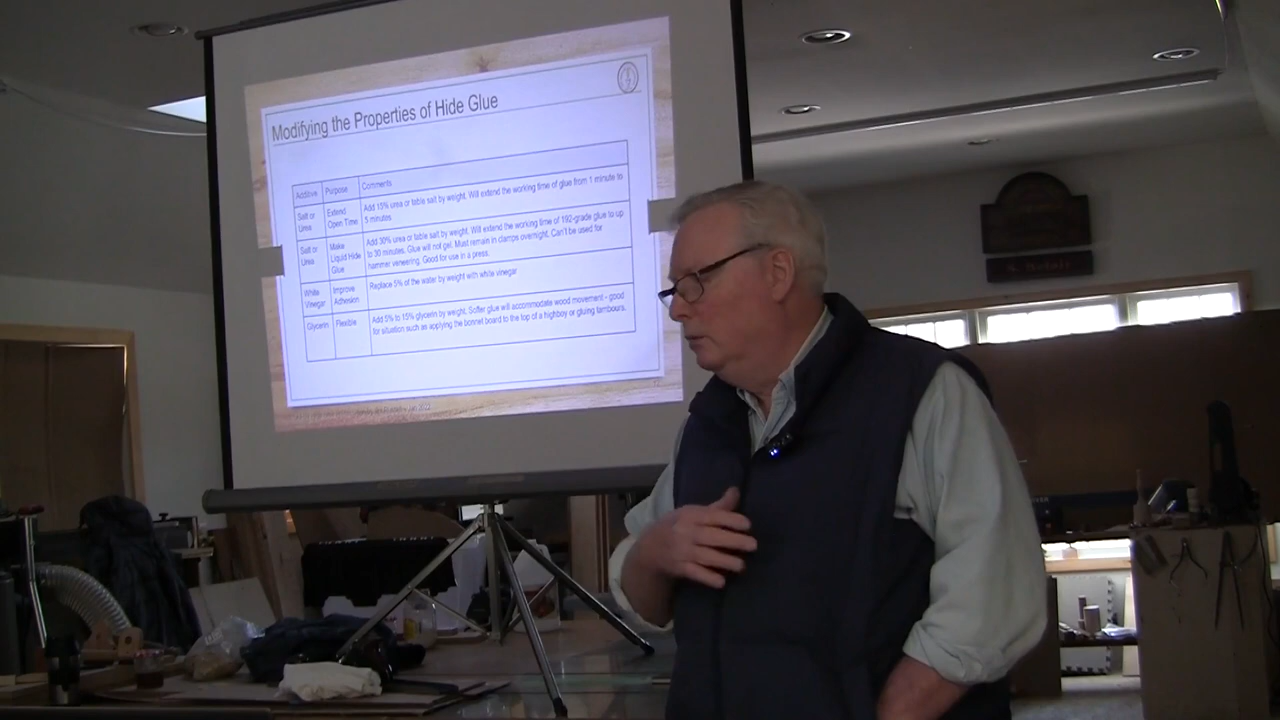 Modifying the Properties of Hide Glue
Additive Purpose Comments
Salt or Urea Extend Open Time Add 15% urea or table salt by weight. Will extend the working time of glue from 1 minute to 5 minutes
Salt or Urea Make Liquid Hide Glue Add 30% urea or table salt by weight. Will extend the working time of 192-grade glue to up to 30 minutes. Glue will not gel. Must remain in clamps overnight. Can't be used for hammer veneering. Good for use in a press.
White Vinegar Improve Adhesion Replace 5% of the water by weight with white vinegar
Glycerin Flexible Add 5% to 15% glycerin by weight. Softer glue will accommodate wood movement - good for situation such as applying the bonnet board to the top of a highboy or gluing tambours.